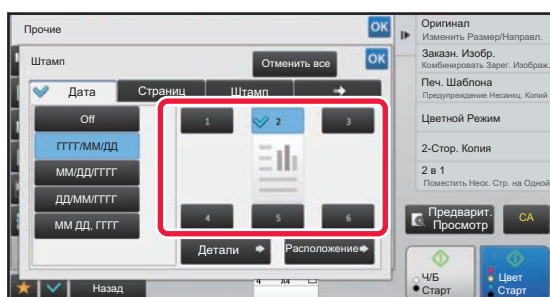 Прочие
OK
Штамп
Отменить все
OK
Дата
Страниц
Штамп
Off
ГГГГ/ММ/ДД
ММ/ДД/ГГГГ
ДД/ММ/ГГГГ
ММ ДД, ГГГГ
1
2
3
4
5
6
Детали
Расположение
Назад
A4
Оригинал
Изменить Размер/Направл.
Заказн. Изобр.
Комбинировать Зарег. Изображ.
Печ. Шаблона
Предупреждение Несанкц. Копий
Цветной Режим
2-Стор. Копия
2 в 1
Поместить Неск. Стр. на Одной
Предварит.
Просмотр
CA
Ч/Б
Старт
Цвет
Старт